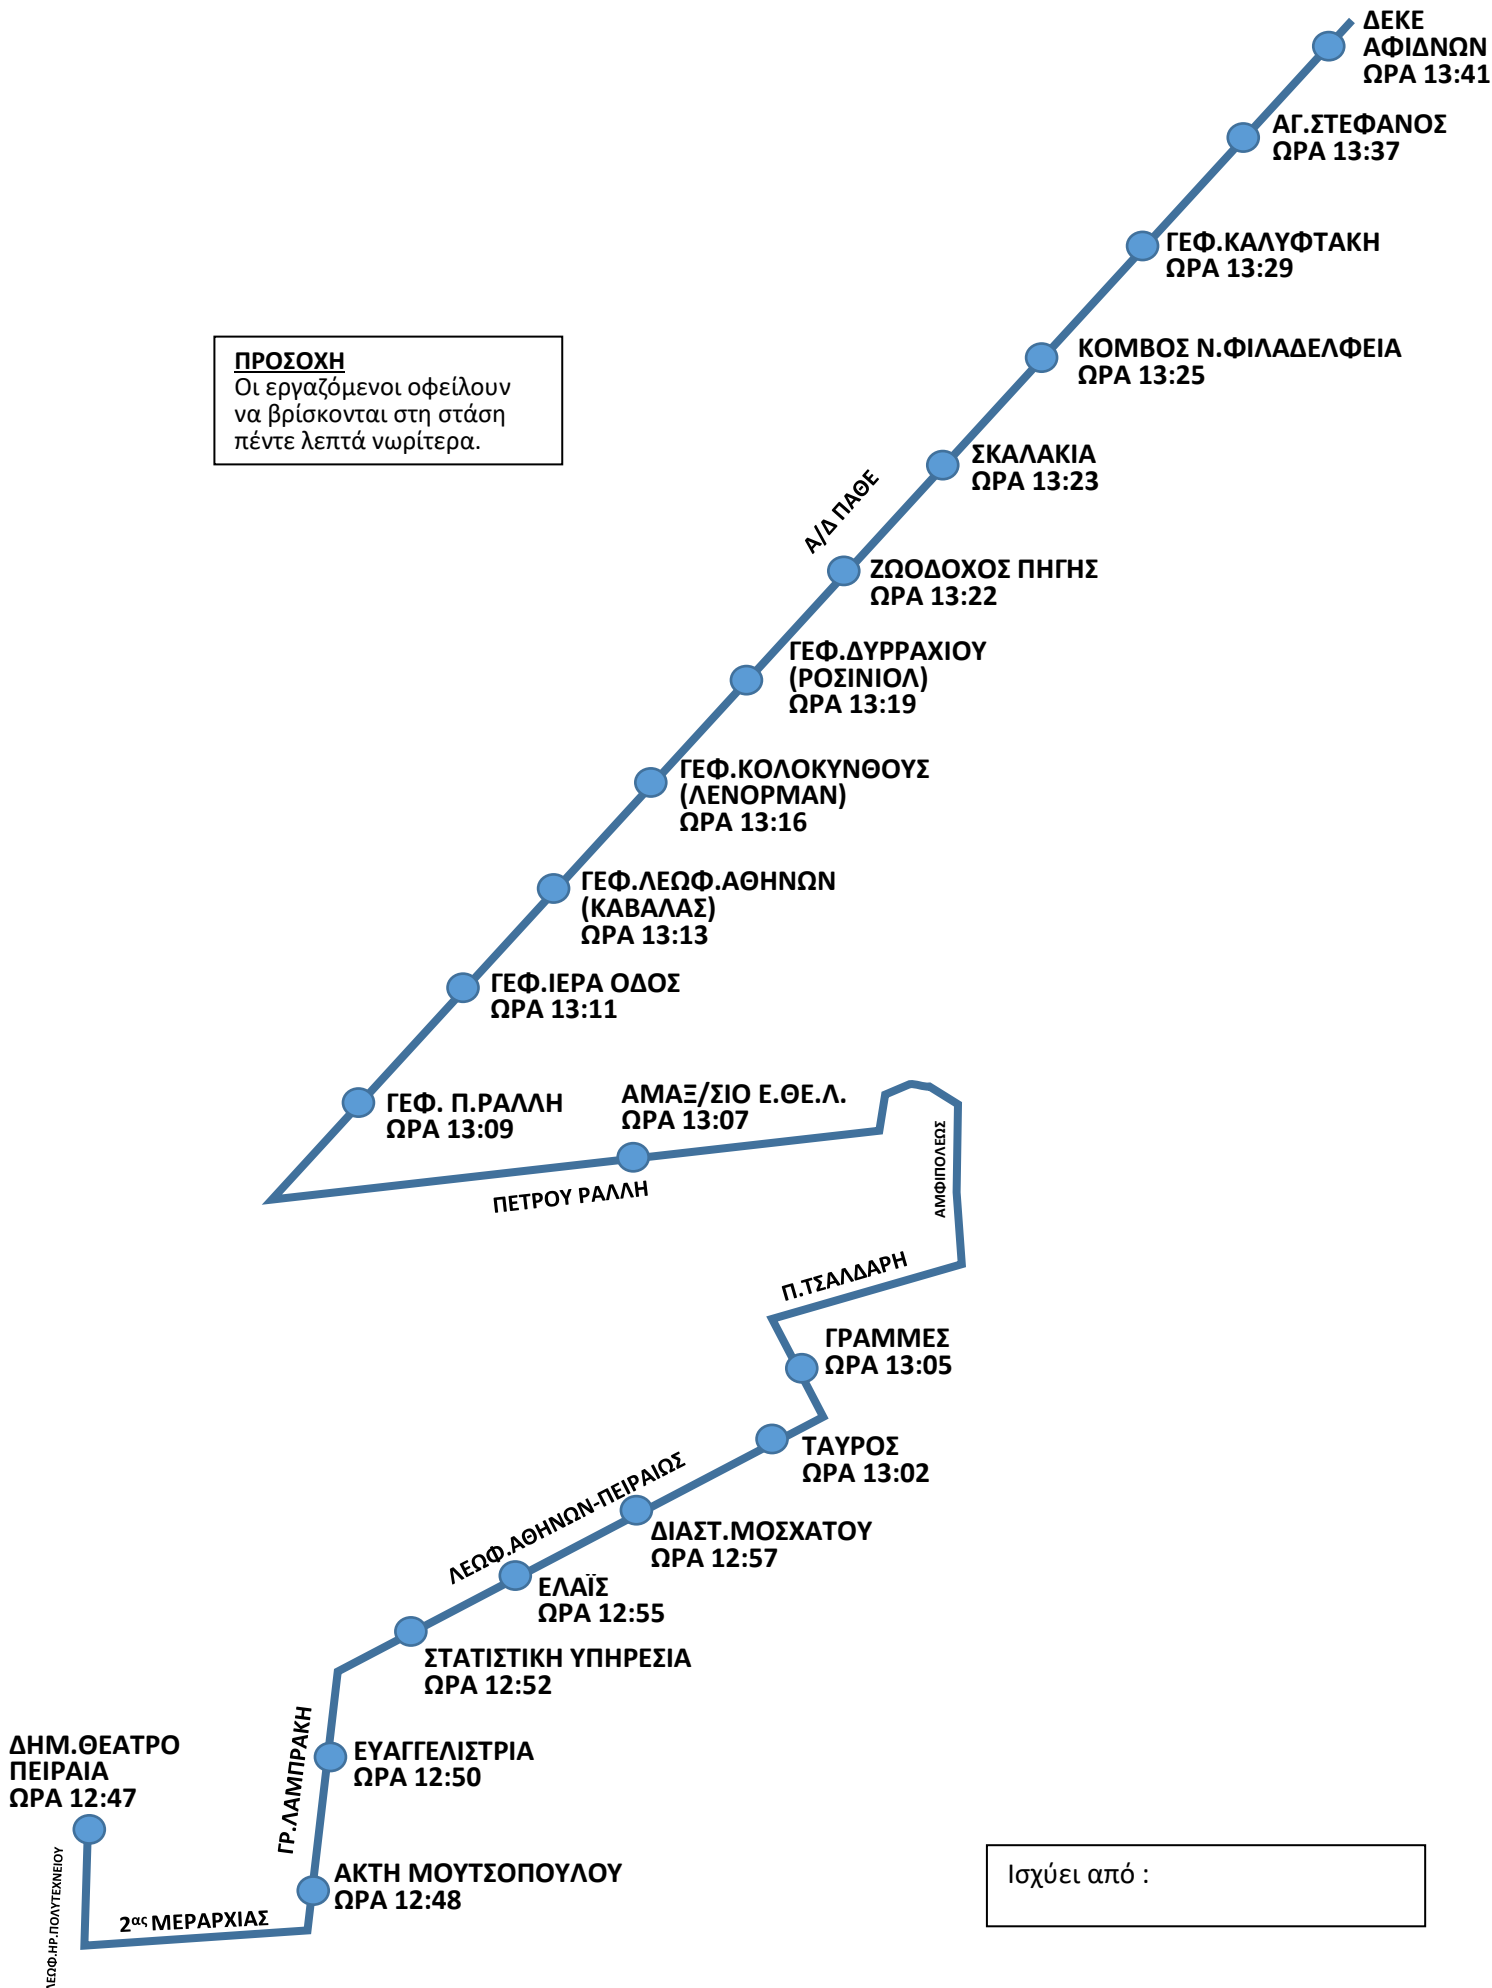 ΔΕΚΕ
ΑΦΙΔΝΩΝ
ΩΡΑ 13:41
ΑΓ.ΣΤΕΦΑΝΟΣ
ΩΡΑ 13:37
ΓΕΦ.ΚΑΛΥΦΤΑΚΗ
ΩΡΑ 13:29
ΠΡΟΣΟΧΗ
Οι εργαζόμενοι οφείλουν
να βρίσκονται στη στάση
πέντε λεπτά νωρίτερα.
ΚΟΜΒΟΣ Ν.ΦΙΛΑΔΕΛΦΕΙΑ
ΩΡΑ 13:25
ΣΚΑΛΑΚΙΑ
ΩΡΑ 13:23
Α/Δ ΠΑΘΕ
ΖΩΟΔΟΧΟΣ ΠΗΓΗΣ
ΩΡΑ 13:22
ΓΕΦ.ΔΥΡΡΑΧΙΟΥ
(ΡΟΣΙΝΙΟΛ)
ΩΡΑ 13:19
ΓΕΦ.ΚΟΛΟΚΥΝΘΟΥΣ
(ΛΕΝΟΡΜΑΝ)
ΩΡΑ 13:16
ΓΕΦ.ΛΕΩΦ.ΑΘΗΝΩΝ
(ΚΑΒΑΛΑΣ)
ΩΡΑ 13:13
ΓΕΦ.ΙΕΡΑ ΟΔΟΣ
ΩΡΑ 13:11
ΓΕΦ. Π.ΡΑΛΛΗ
ΩΡΑ 13:09
ΑΜΑΞ/ΣΙΟ Ε.ΘΕ.Λ.
ΩΡΑ 13:07
ΠΕΤΡΟΥ ΡΑΛΛΗ
ΑΜΦΙΠΟΛΕΩΣ
Π.ΤΣΑΛΔΑΡΗ
ΓΡΑΜΜΕΣ
ΩΡΑ 13:05
ΤΑΥΡΟΣ
ΩΡΑ 13:02
ΛΕΩΦ.ΑΘΗΝΩΝ-ΠΕΙΡΑΙΩΣ
ΔΙΑΣΤ.ΜΟΣΧΑΤΟΥ
ΩΡΑ 12:57
ΕΛΑΪΣ
ΩΡΑ 12:55
ΣΤΑΤΙΣΤΙΚΗ ΥΠΗΡΕΣΙΑ
ΩΡΑ 12:52
ΓΡ.ΛΑΜΠΡΑΚΗ
ΕΥΑΓΓΕΛΙΣΤΡΙΑ
ΩΡΑ 12:50
ΔΗΜ.ΘΕΑΤΡΟ
ΠΕΙΡΑΙΑ
ΩΡΑ 12:47
ΛΕΩΦ.ΗΡ.ΠΟΛΥΤΕΧΝΕΙΟΥ
ΑΚΤΗ ΜΟΥΤΣΟΠΟΥΛΟΥ
ΩΡΑ 12:48
2ας ΜΕΡΑΡΧΙΑΣ
Ισχύει από :